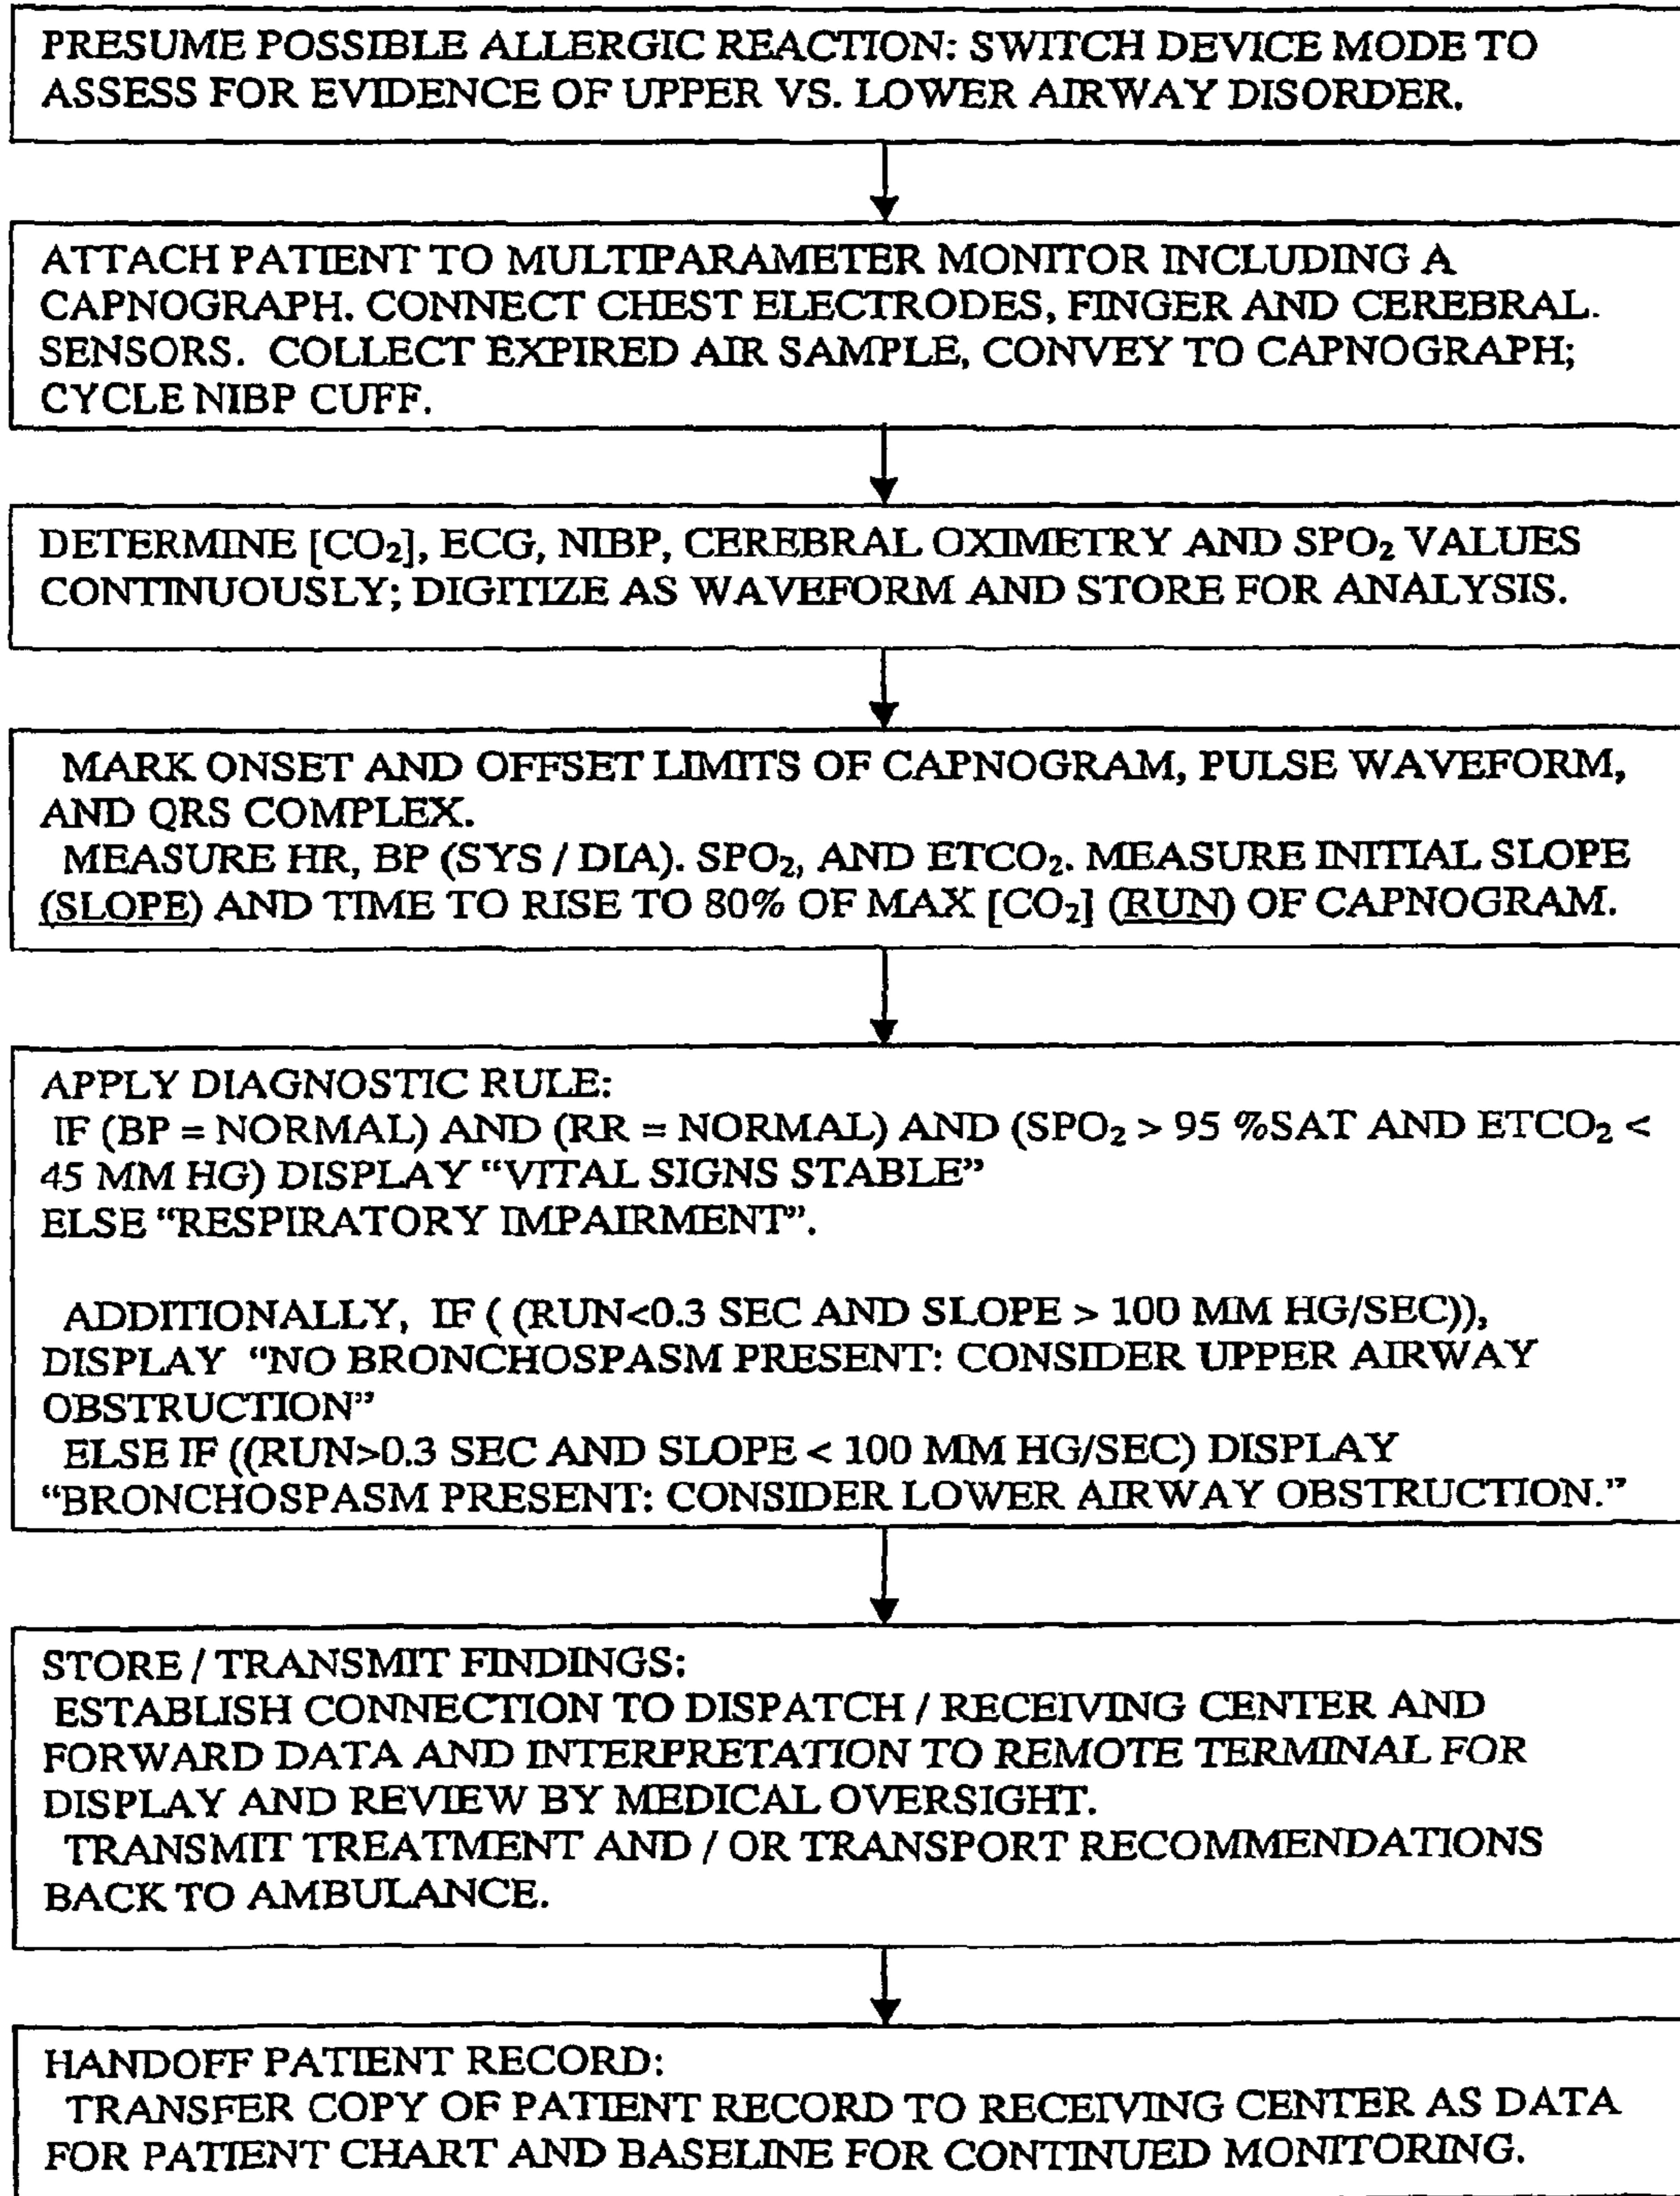 PRESUME POSSIBLE ALLERGIC REACTION: SWITCH DEVICE MODE TO
ASSESS FOR EVIDENCE OF UPPER VS. LOWER AIRWAY DISORDER.
ATTACH PATIENT TO MULTIPARAMETER MONITOR INCLUDING A
CAPNOGRAPH. CONNECT CHEST ELECTRODES, FINGER AND CEREBRAL.
SENSORS. COLLECT EXPIRED AIR SAMPLE, CONVEY TO CAPNOGRAPH;
CYCLE NIBP CUFF.
DETERMINE [CO₂], ECG, NIBP, CEREBRAL OXIMETRY AND SPO₂ VALUES
CONTINUOUSLY; DIGITIZE AS WAVEFORM AND STORE FOR ANALYSIS.
MARK ONSET AND OFFSET LIMITS OF CAPNOGRAM, PULSE WAVEFORM,
AND QRS COMPLEX.
MEASURE HR, BP (SYS / DIA). SPO₂, AND ETCO₂. MEASURE INITIAL SLOPE
(SLOPE) AND TIME TO RISE TO 80% OF MAX [CO₂] (RUN) OF CAPNOGRAM.
APPLY DIAGNOSTIC RULE:
IF (BP = NORMAL) AND (RR = NORMAL) AND (SPO₂ > 95 %SAT AND ETCO₂ <
45 MM HG) DISPLAY “VITAL SIGNS STABLE”
ELSE “RESPIRATORY IMPAIRMENT”.
ADDITIONALLY, IF ( (RUN<0.3 SEC AND SLOPE > 100 MM HG/SEC)),
DISPLAY “NO BRONCHOSPASM PRESENT: CONSIDER UPPER AIRWAY
OBSTRUCTION”
ELSE IF ((RUN>0.3 SEC AND SLOPE < 100 MM HG/SEC) DISPLAY
“BRONCHOSPASM PRESENT: CONSIDER LOWER AIRWAY OBSTRUCTION.”
STORE / TRANSMIT FINDINGS:
ESTABLISH CONNECTION TO DISPATCH / RECEIVING CENTER AND
FORWARD DATA AND INTERPRETATION TO REMOTE TERMINAL FOR
DISPLAY AND REVIEW BY MEDICAL OVERSIGHT.
TRANSMIT TREATMENT AND / OR TRANSPORT RECOMMENDATIONS
BACK TO AMBULANCE.
HANDOFF PATIENT RECORD:
TRANSFER COPY OF PATIENT RECORD TO RECEIVING CENTER AS DATA
FOR PATIENT CHART AND BASELINE FOR CONTINUED MONITORING.